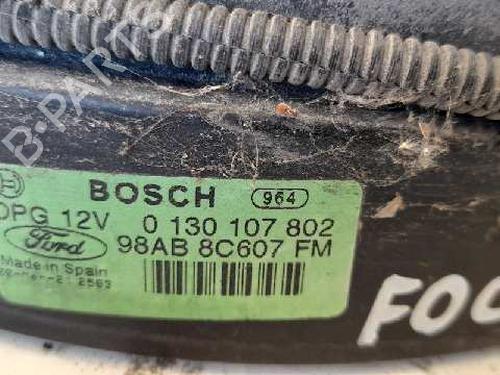 B-PARTS
BOSCH 964
DPG 12V 0 130 107 802
Ford 98AB 8C607 FM
Made in Spain
FOC